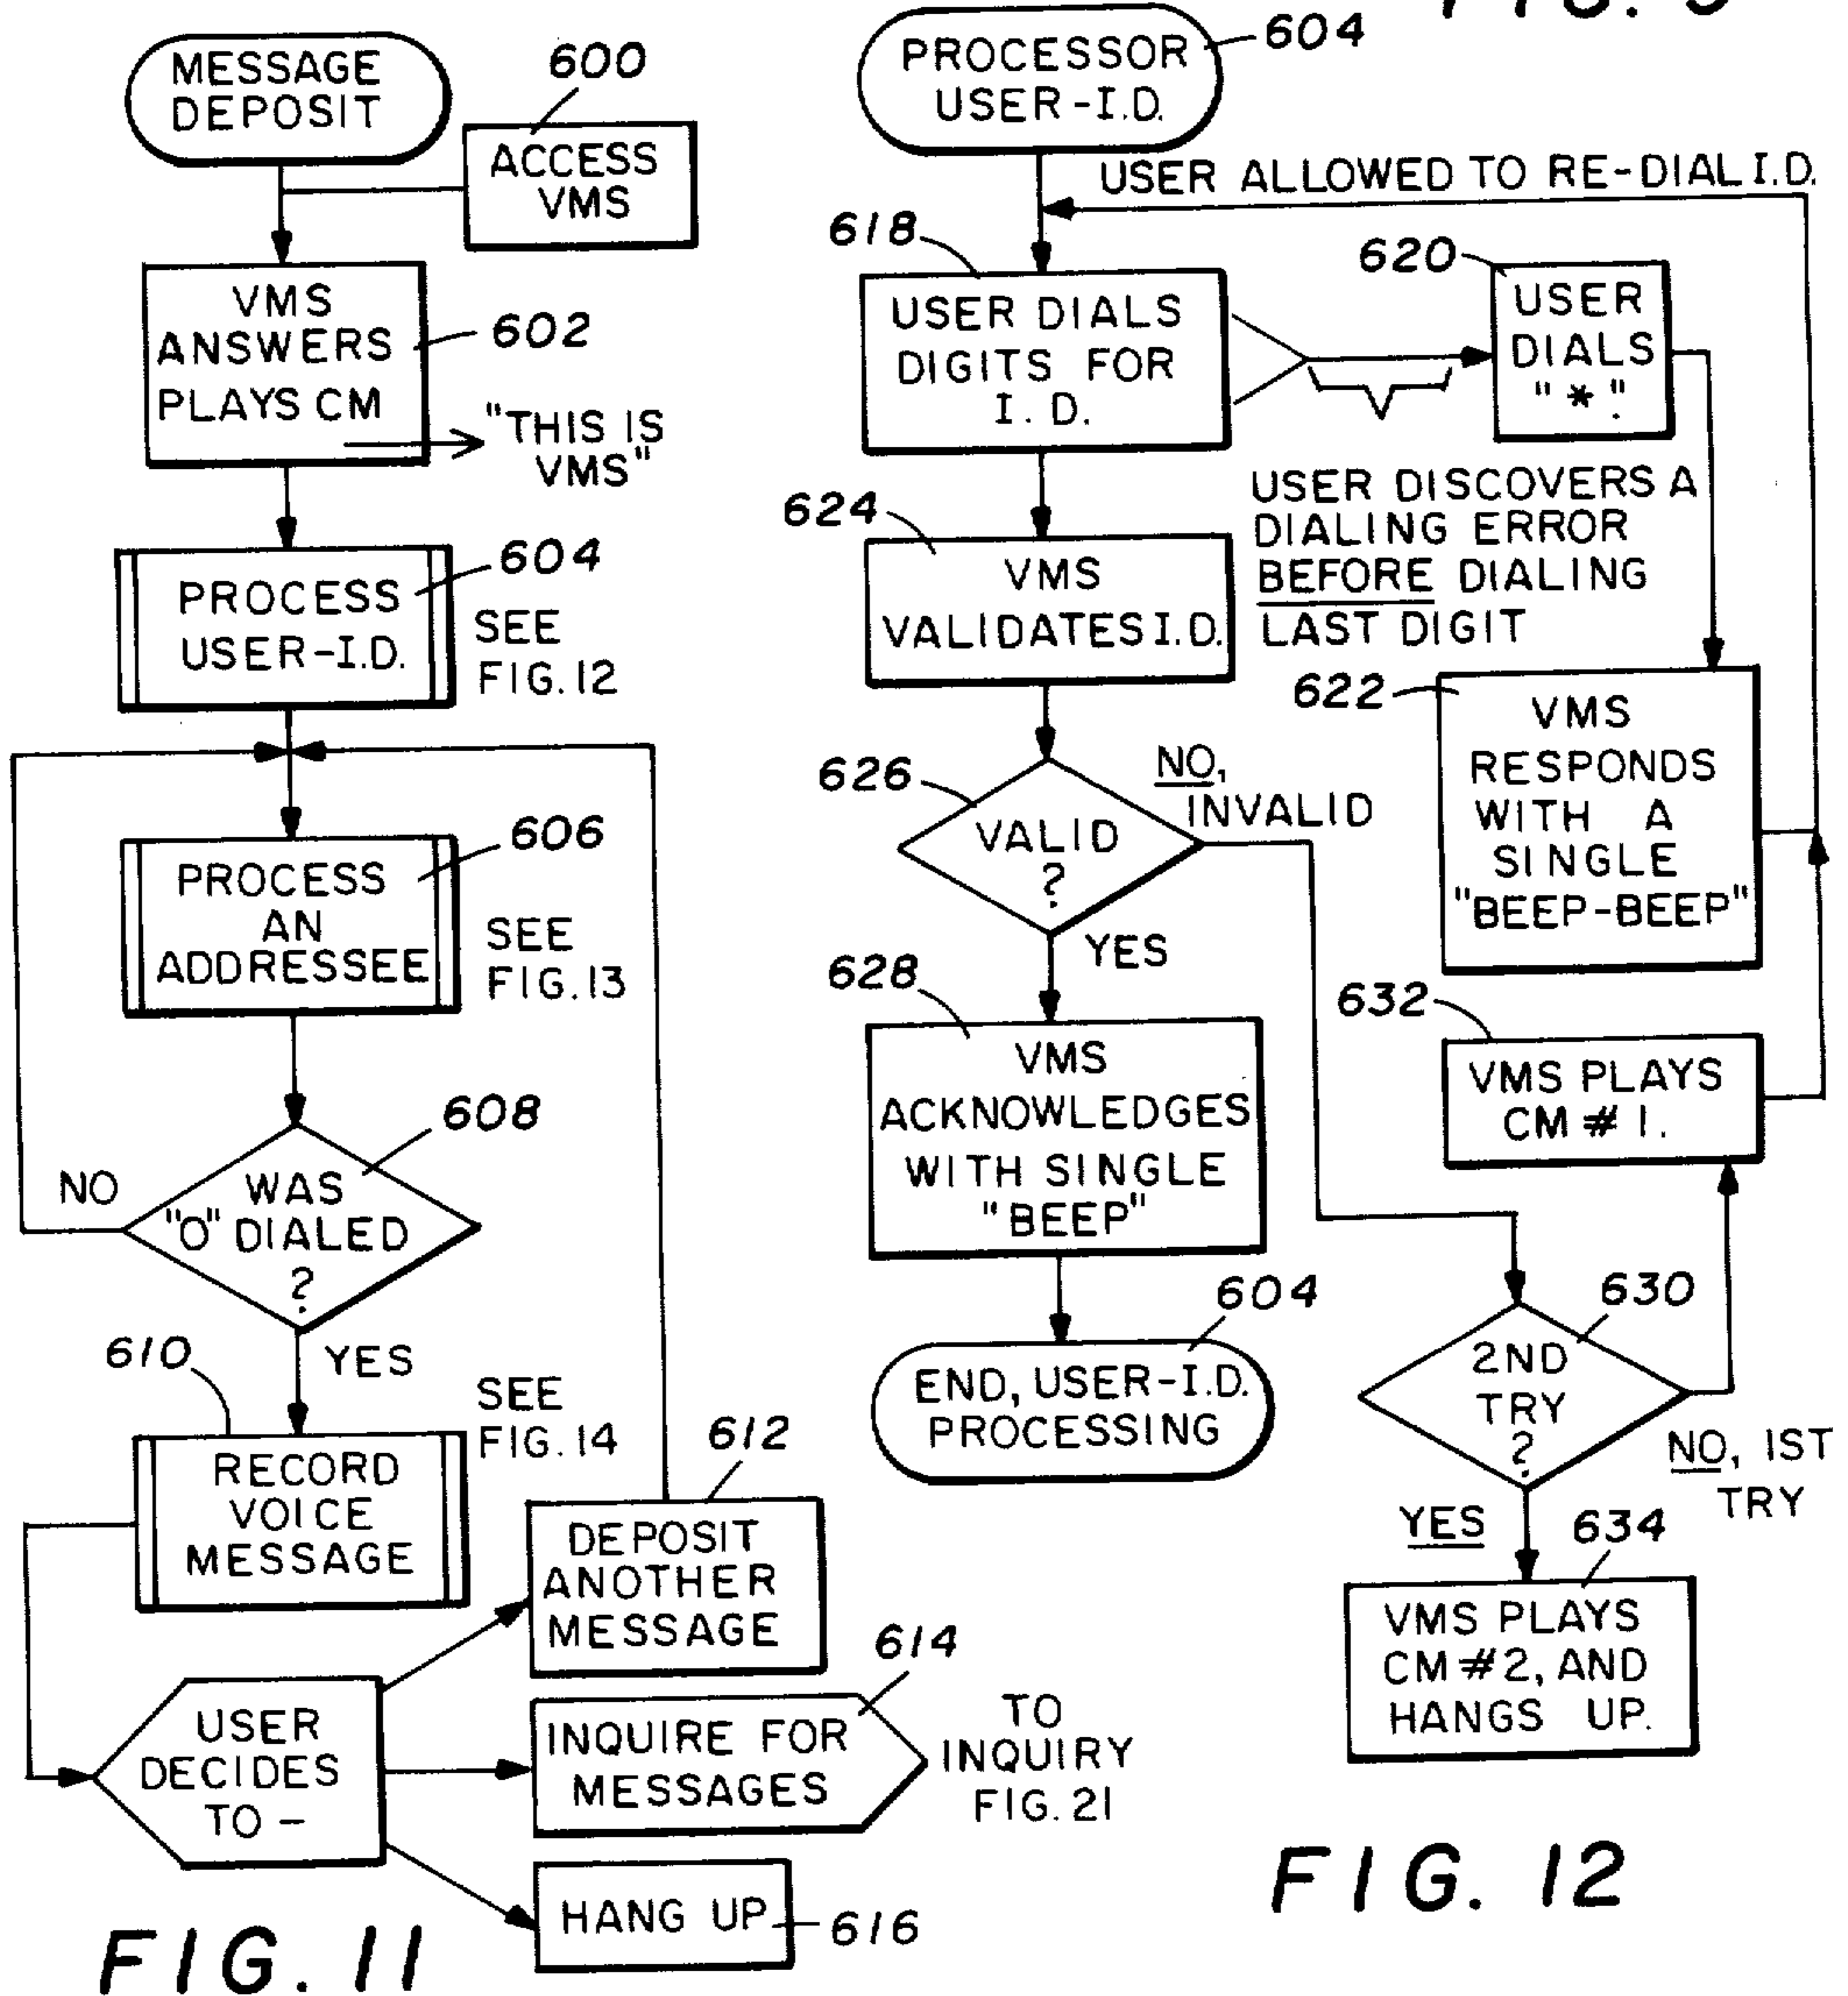 MESSAGE
DEPOSIT
600
ACCESS
VMS
VMS
ANSWERS
PLAYS CM
602
"THIS IS
VMS"
PROCESS
USER-I.D.
604
SEE
FIG.12
PROCESS
AN
ADDRESSEE
606
SEE
FIG.13
608
WAS
"0" DIALED
?
NO
YES
610
SEE
FIG.14
RECORD
VOICE
MESSAGE
612
DEPOSIT
ANOTHER
MESSAGE
USER
DECIDES
TO -
614
INQUIRE FOR
MESSAGES
TO
INQUIRY
FIG. 21
HANG UP
616
FIG. 11
PROCESSOR
USER-I.D.
604
USER ALLOWED TO RE-DIAL I.D.
618
USER DIALS
DIGITS FOR
I. D.
620
USER
DIALS
"*".
USER DISCOVERS A
DIALING ERROR
BEFORE DIALING
LAST DIGIT
624
VMS
VALIDATES I.D.
622
VMS
RESPONDS
WITH A
SINGLE
"BEEP-BEEP"
626
VALID
?
NO,
INVALID
YES
628
VMS
ACKNOWLEDGES
WITH SINGLE
"BEEP"
632
VMS PLAYS
CM # 1.
604
END, USER-I.D.
PROCESSING
630
2ND
TRY
?
NO, 1ST
TRY
YES
634
VMS PLAYS
CM #2, AND
HANGS UP.
FIG. 12